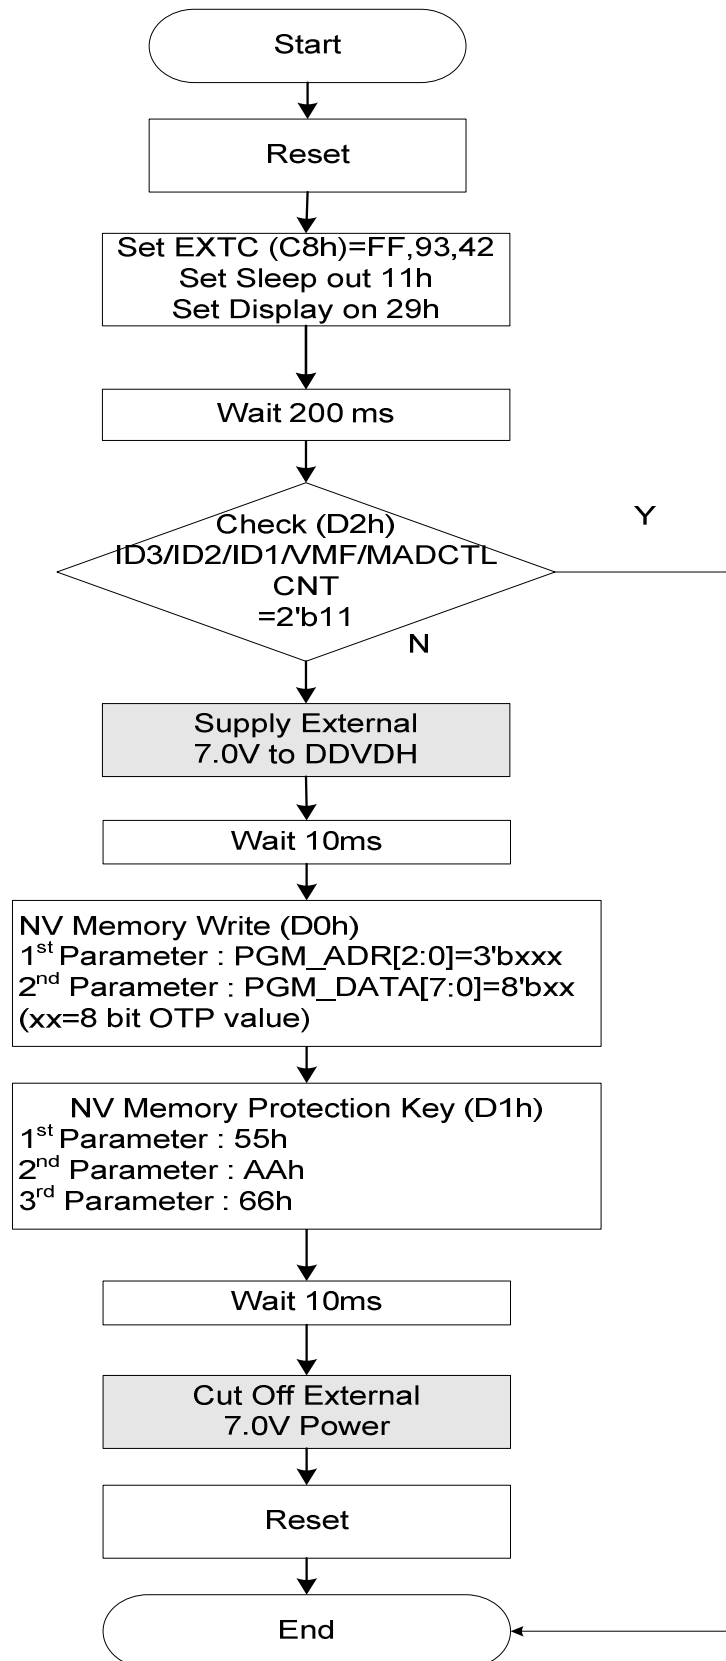 Start
Reset
Set EXTC (C8h)=FF,93,42
Set Sleep out 11h
Set Display on 29h
Wait 200 ms
Check (D2h)
ID3/ID2/ID1/VMF/MADCTL
CNT
=2'b11
Y
N
Supply External
7.0V to DDVDH
Wait 10ms
NV Memory Write (D0h)
1st Parameter : PGM_ADR[2:0]=3'bxxx
2nd Parameter : PGM_DATA[7:0]=8'bxx
(xx=8 bit OTP value)
NV Memory Protection Key (D1h)
1st Parameter : 55h
2nd Parameter : AAh
3rd Parameter : 66h
Wait 10ms
Cut Off External
7.0V Power
Reset
End